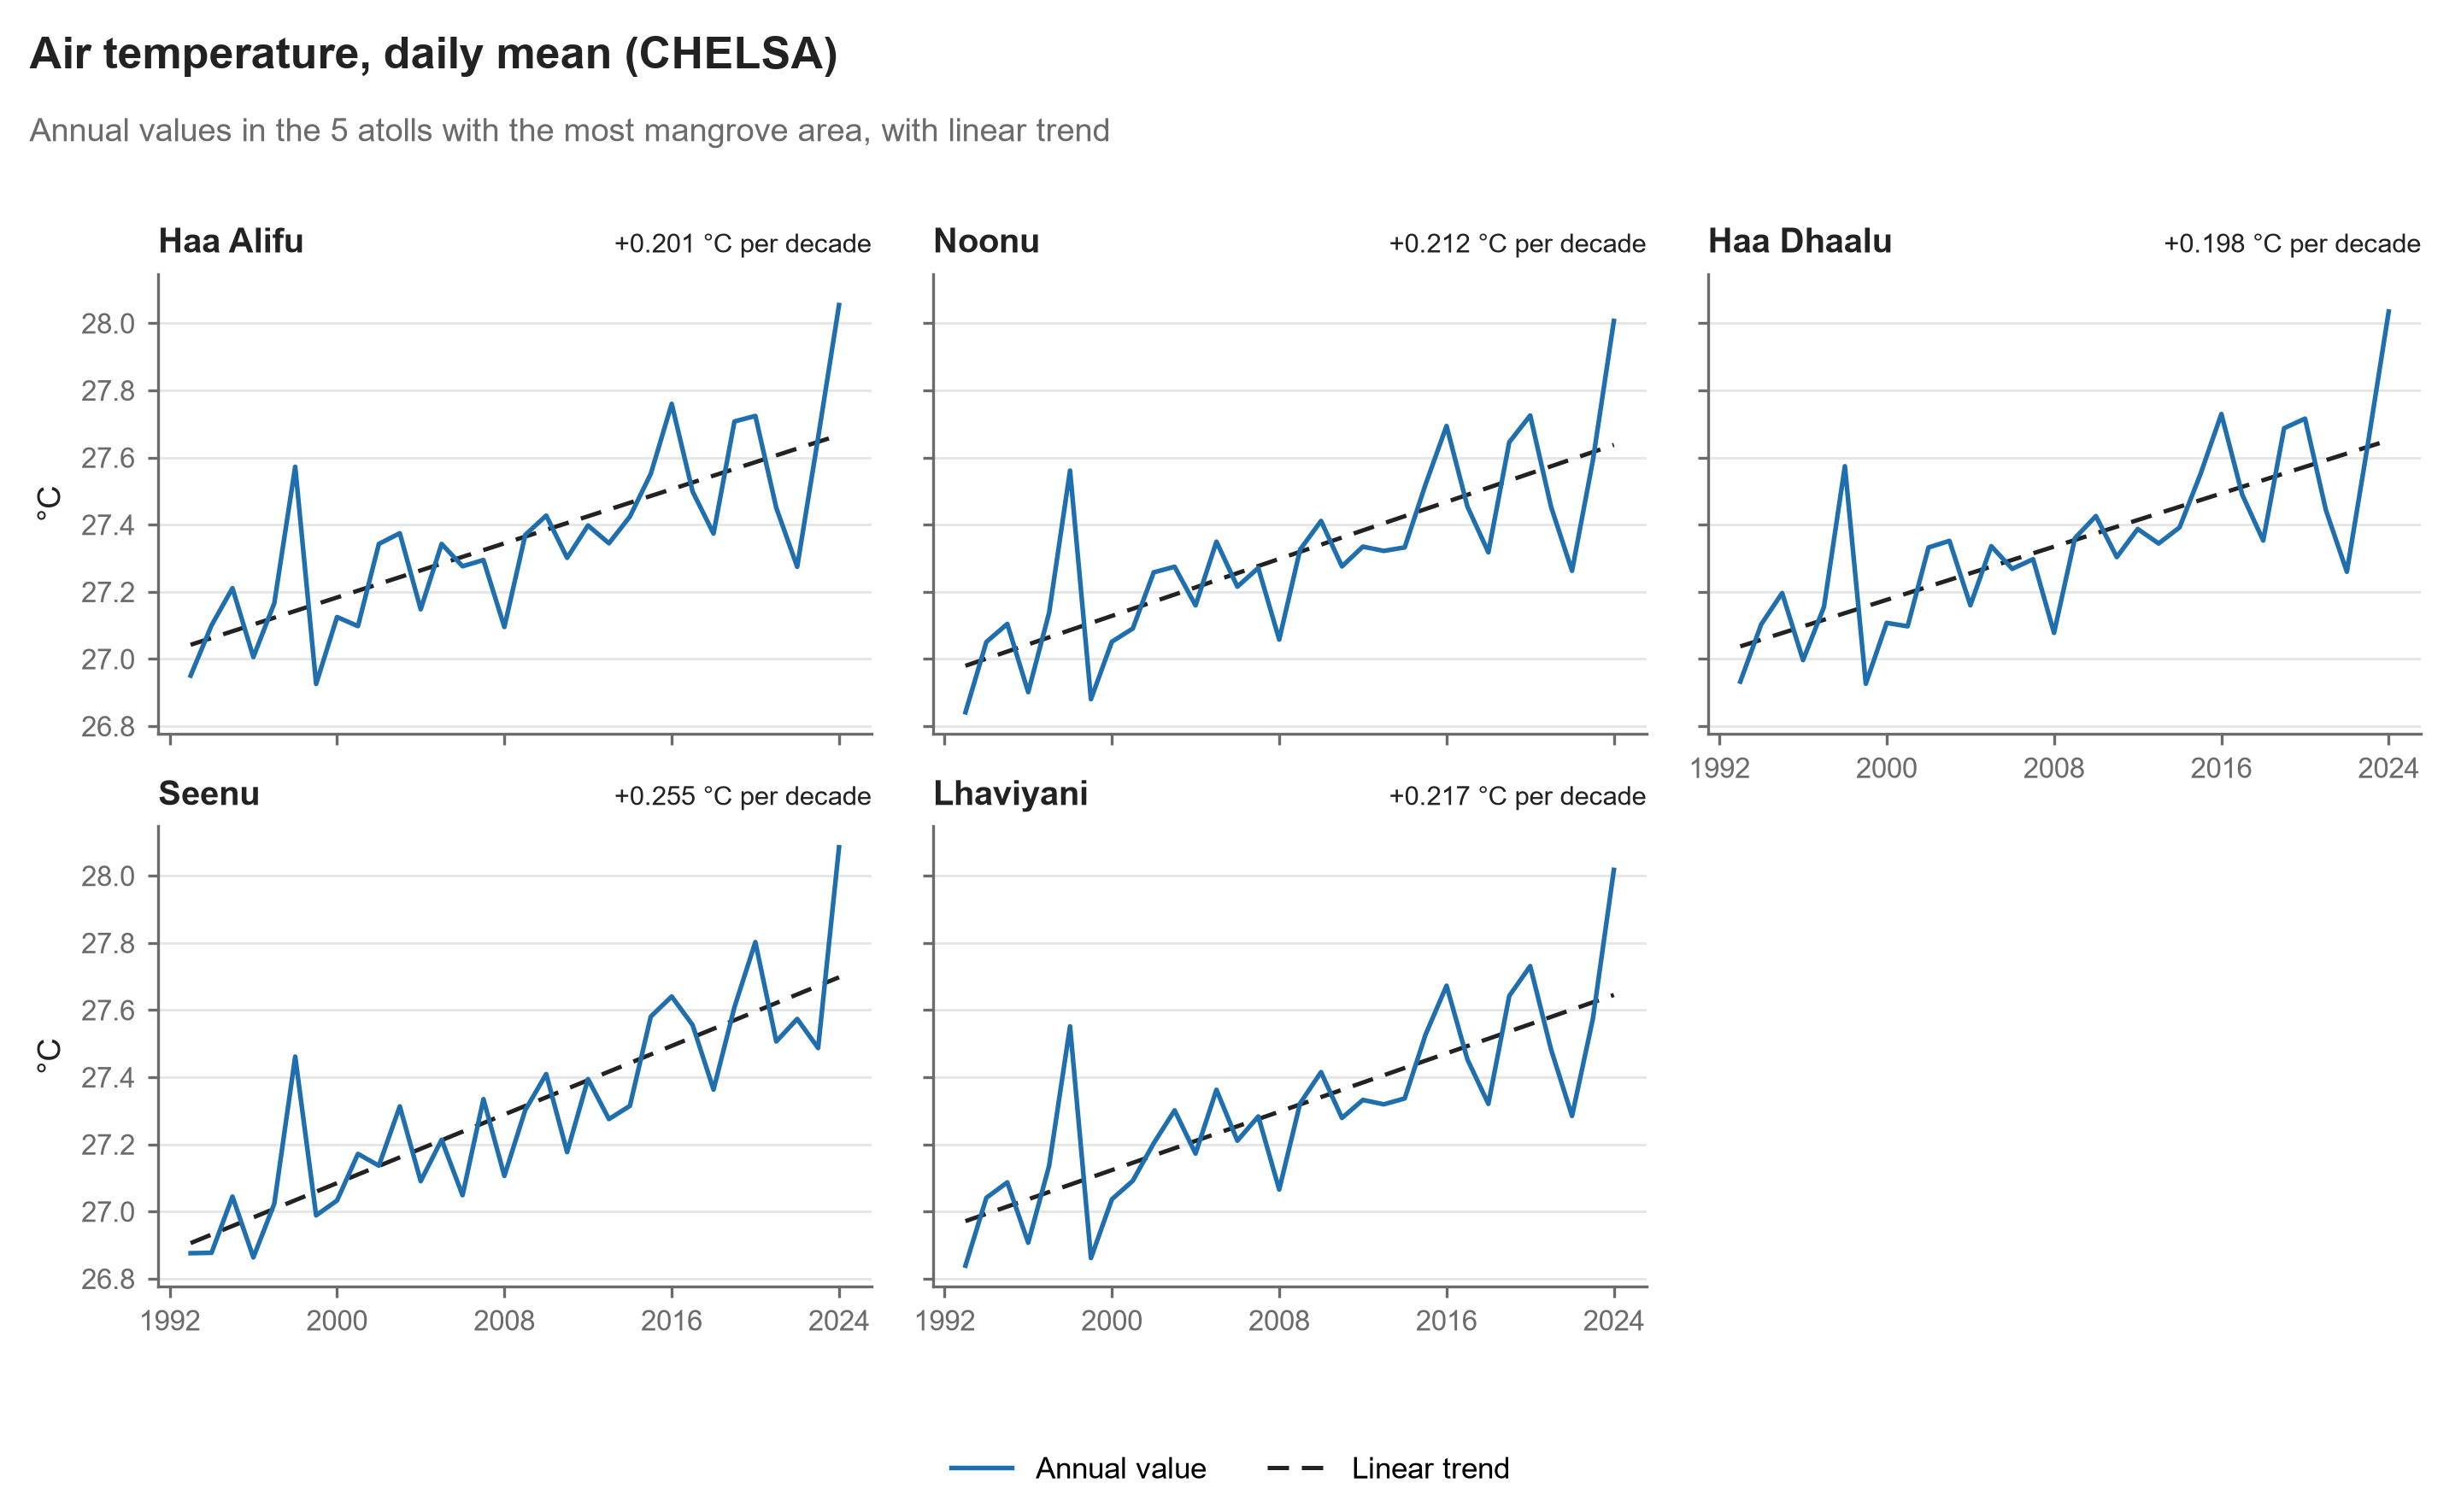 Air temperature, daily mean (CHELSA)
Annual values in the 5 atolls with the most mangrove area, with linear trend
Haa Alifu +0.201 °C per decade
Noonu +0.212 °C per decade
Haa Dhaalu +0.198 °C per decade
28.0
27.8
27.6
27.4
27.2
27.0
26.8
°C
1992 2000 2008 2016 2024
Seenu +0.255 °C per decade
Lhaviyani +0.217 °C per decade
28.0
27.8
27.6
27.4
27.2
27.0
26.8
°C
1992 2000 2008 2016 2024
1992 2000 2008 2016 2024
Annual value
Linear trend